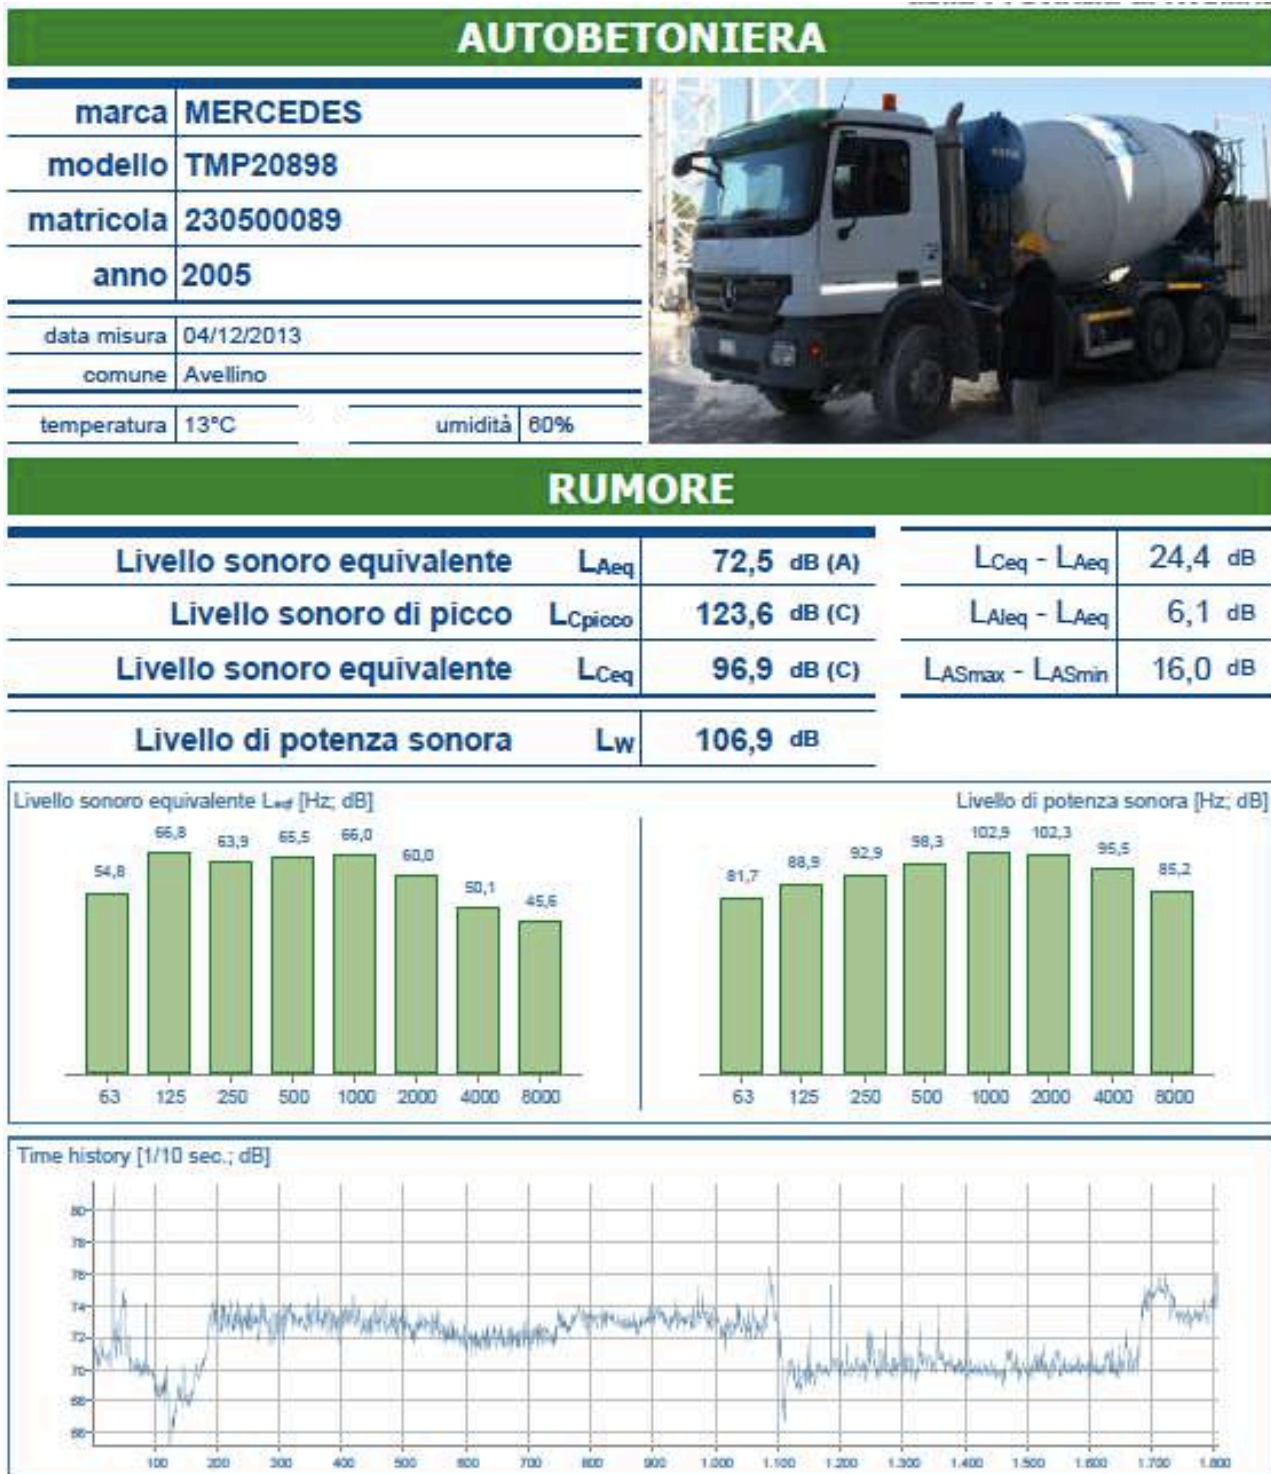 AUTOBETONIERA
marca MERCEDES
modello TMP20898
matricola 230500089
anno 2005
data misura 04/12/2013
comune Avellino
temperatura 13°C umidità 60%
RUMORE
Livello sonoro equivalente LAeq 72,5 dB (A) LCeq - LAeq 24,4 dB
Livello sonoro di picco LCpicco 123,6 dB (C) LAIeq - LAeq 6,1 dB
Livello sonoro equivalente LCeq 96,9 dB (C) LASmax - LASmin 16,0 dB
Livello di potenza sonora LW 106,9 dB
Livello sonoro equivalente Leq [Hz; dB] Livello di potenza sonora [Hz; dB]
54,8 66,8 63,9 65,5 66,0 60,0 50,1 45,6
63 125 250 500 1000 2000 4000 8000
81,7 88,9 92,9 98,3 102,9 102,3 95,5 85,2
63 125 250 500 1000 2000 4000 8000
Time history [1/10 sec.; dB]
80
78
76
74
72
70
68
66
100 200 300 400 500 600 700 800 900 1.000 1.100 1.200 1.300 1.400 1.500 1.600 1.700 1.800